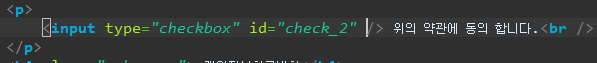 <p>
<input type="checkbox" id="check_2" /> 위의 약관에 동의 합니다.<br />
</p>